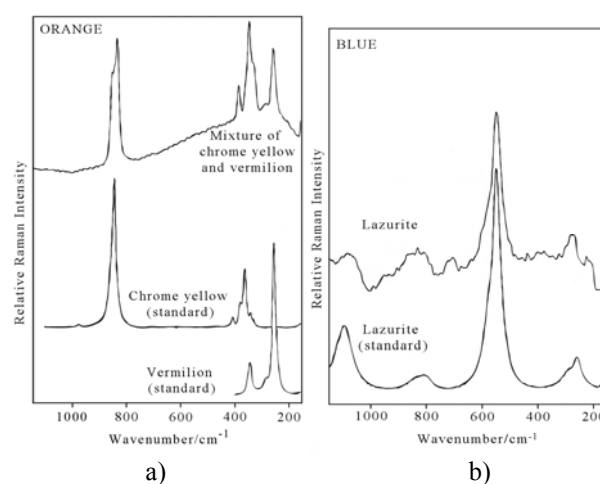 ORANGE
Relative Raman Intensity
Mixture of
chrome yellow
and vermilion
Chrome yellow
(standard)
Vermilion
(standard)
1000 800 600 400 200
Wavenumber/cm-1
a)
BLUE
Relative Raman Intensity
Lazurite
Lazurite
(standard)
1000 800 600 400 200
Wavenumber/cm-1
b)